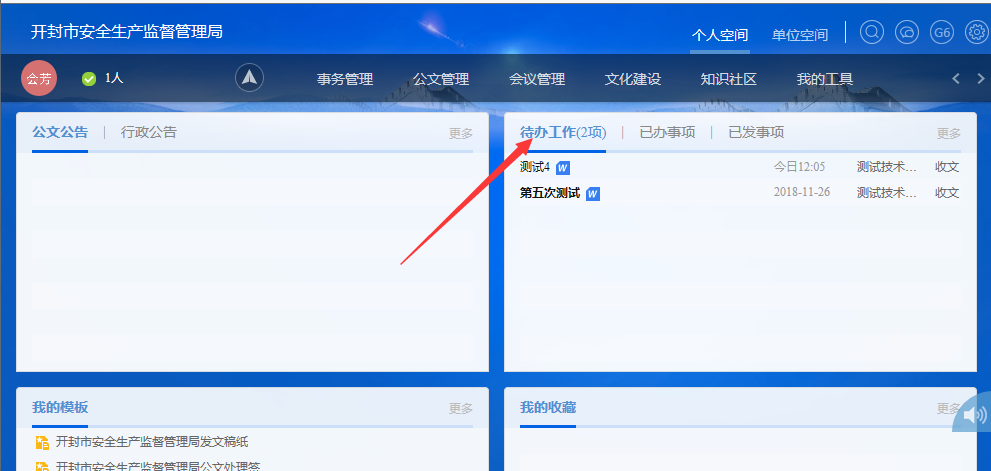 开封市安全生产监督管理局
个人空间 单位空间 G6
会芳 1人 事务管理 公文管理 会议管理 文化建设 知识社区 我的工具
公文公告 | 行政公告 更多
待办工作(2项) | 已办事项 | 已发事项 更多
测试4 W 今日12:05 测试技术... 收文
第五次测试 W 2018-11-26 测试技术... 收文
我的模板 更多
我的收藏 更多
开封市安全生产监督管理局发文稿纸
开封市安全生产监督管理局公文处理签